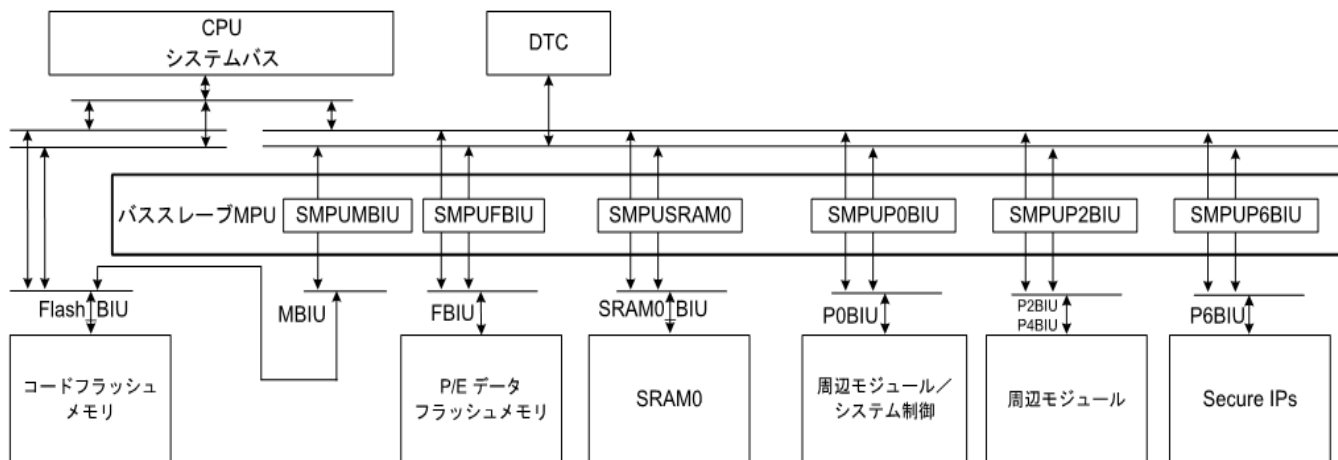 CPU
システムバス
DTC
バススレーブMPU
SMPUMBIU
SMPUFBIU
SMPUSRAM0
SMPUP0BIU
SMPUP2BIU
SMPUP6BIU
Flash BIU
MBIU
FBIU
SRAM0 BIU
P0BIU
P2BIU
P4BIU
P6BIU
コードフラッシュ
メモリ
P/E データ
フラッシュメモリ
SRAM0
周辺モジュール／
システム制御
周辺モジュール
Secure IPs